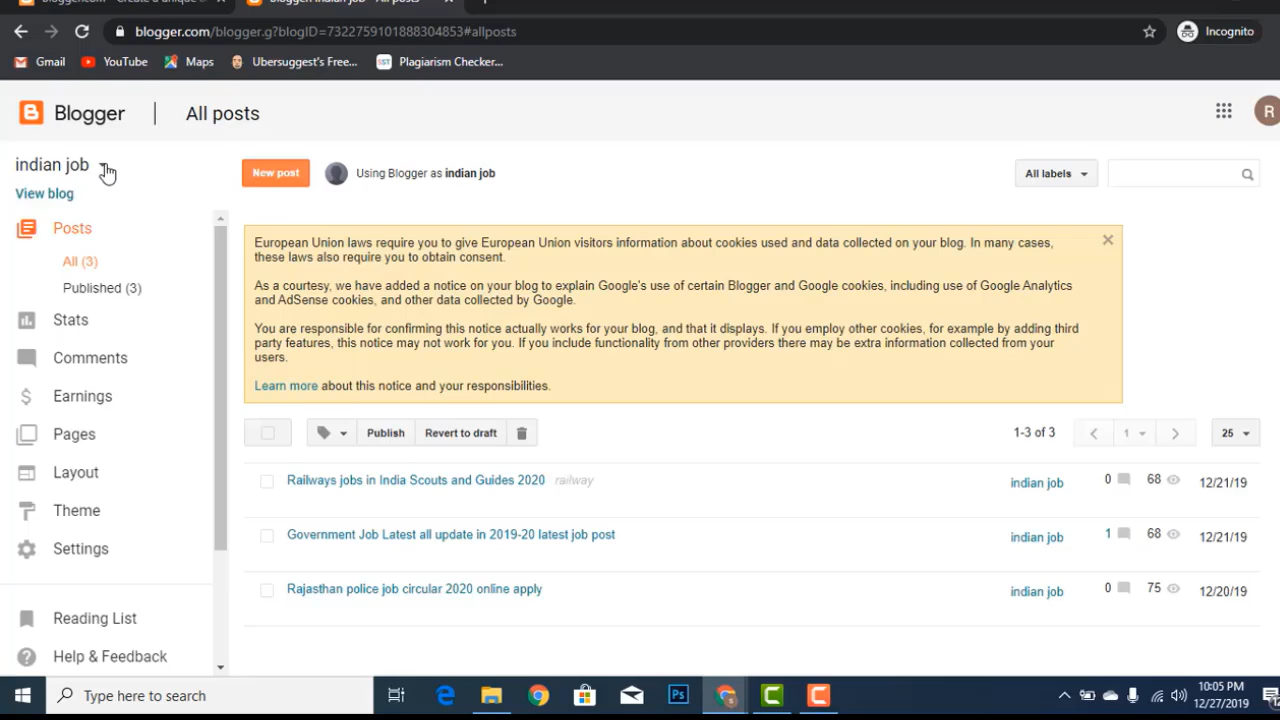 blogger.com/blogger.g?blogID=7322759101888304853#allposts
Incognito
Gmail
YouTube
Maps
Ubersuggest's Free...
SST
Plagiarism Checker...
Blogger
All posts
R
indian job
View blog
New post
Using Blogger as indian job
All labels
Posts
All (3)
Published (3)
Stats
Comments
Earnings
Pages
Layout
Theme
Settings
Reading List
Help & Feedback
European Union laws require you to give European Union visitors information about cookies used and data collected on your blog. In many cases,
these laws also require you to obtain consent.
As a courtesy, we have added a notice on your blog to explain Google's use of certain Blogger and Google cookies, including use of Google Analytics
and AdSense cookies, and other data collected by Google.
You are responsible for confirming this notice actually works for your blog, and that it displays. If you employ other cookies, for example by adding third
party features, this notice may not work for you. If you include functionality from other providers there may be extra information collected from your
users.
Learn more about this notice and your responsibilities.
Publish
Revert to draft
1-3 of 3
1
25
Railways jobs in India Scouts and Guides 2020 railway indian job 0 68 12/21/19
Government Job Latest all update in 2019-20 latest job post indian job 1 68 12/21/19
Rajasthan police job circular 2020 online apply indian job 0 75 12/20/19
Type here to search
Ps
10:05 PM
12/27/2019